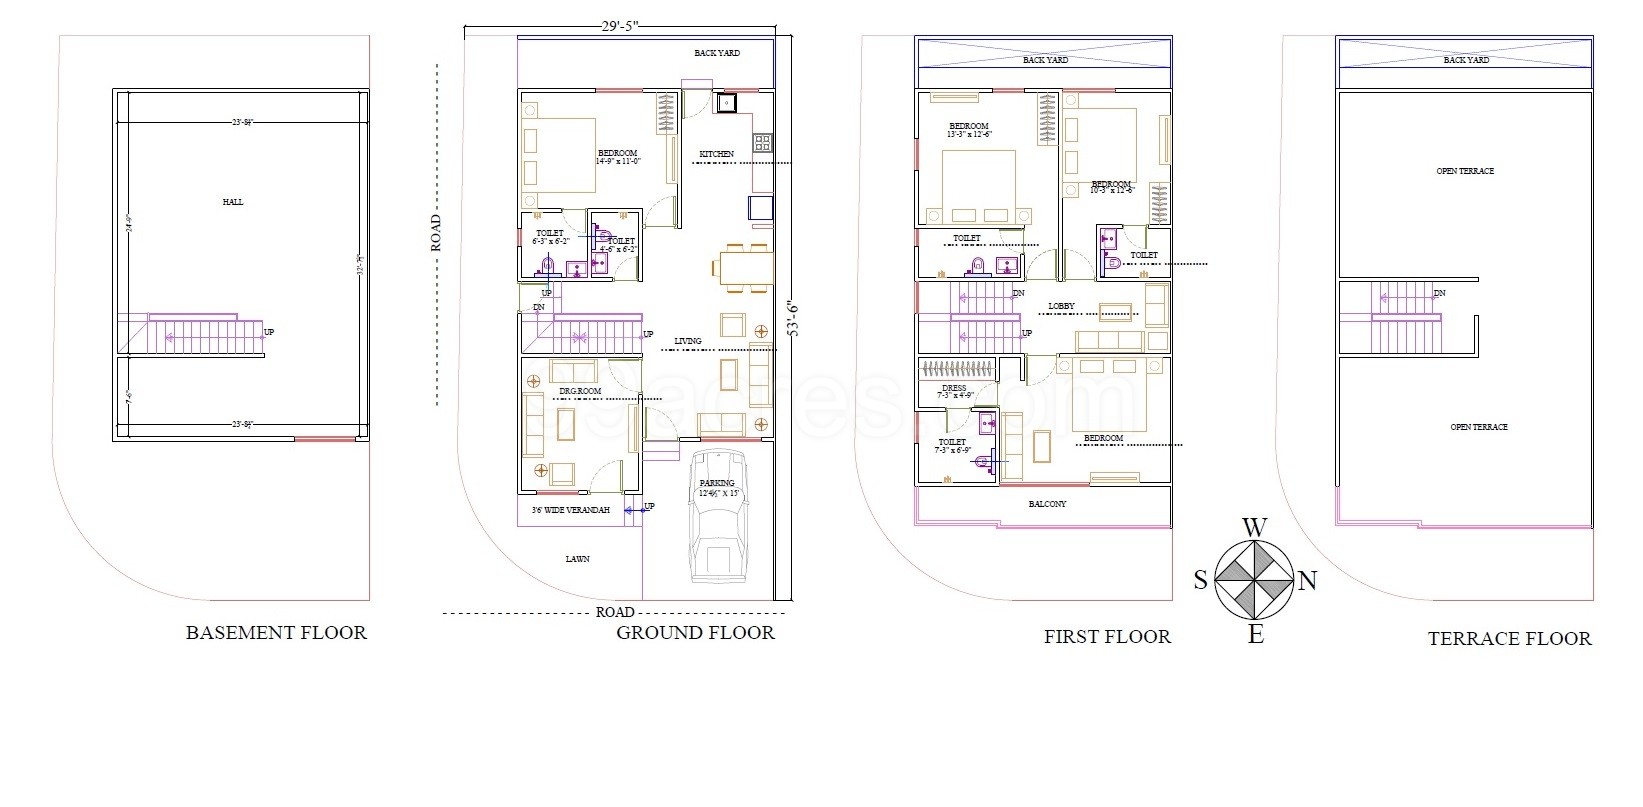 23'-8½"
HALL
24'-9"
32'-7½"
UP
7'-6"
23'-8½"
BASEMENT FLOOR
29'-5"
BACK YARD
BEDROOM
14'-9" x 11'-0"
KITCHEN
ROAD
TOILET
6'-3" x 6'-2"
TOILET
4'-6" x 6'-2"
UP
DN
UP
LIVING
53'-6"
DRG.ROOM
PARKING
12'4½" X 15'
3'6' WIDE VERANDAH
UP
LAWN
ROAD
GROUND FLOOR
BACK YARD
BEDROOM
13'-3" x 12'-6"
BEDROOM
10'-3" x 12'-6"
TOILET
TOILET
DN
LOBBY
UP
DRESS
7'-3" x 4'-9"
TOILET
7'-3" x 6'-9"
BEDROOM
BALCONY
FIRST FLOOR
W
S
N
E
BACK YARD
OPEN TERRACE
DN
OPEN TERRACE
TERRACE FLOOR
99acres.com